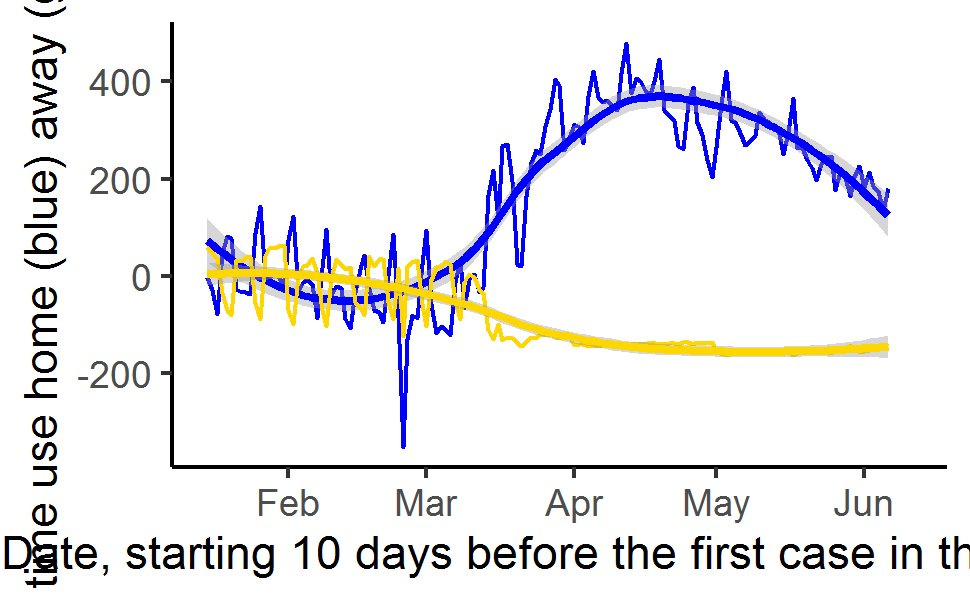 time use home (blue) away (
400
200
0
-200
Feb Mar Apr May Jun
Date, starting 10 days before the first case in th